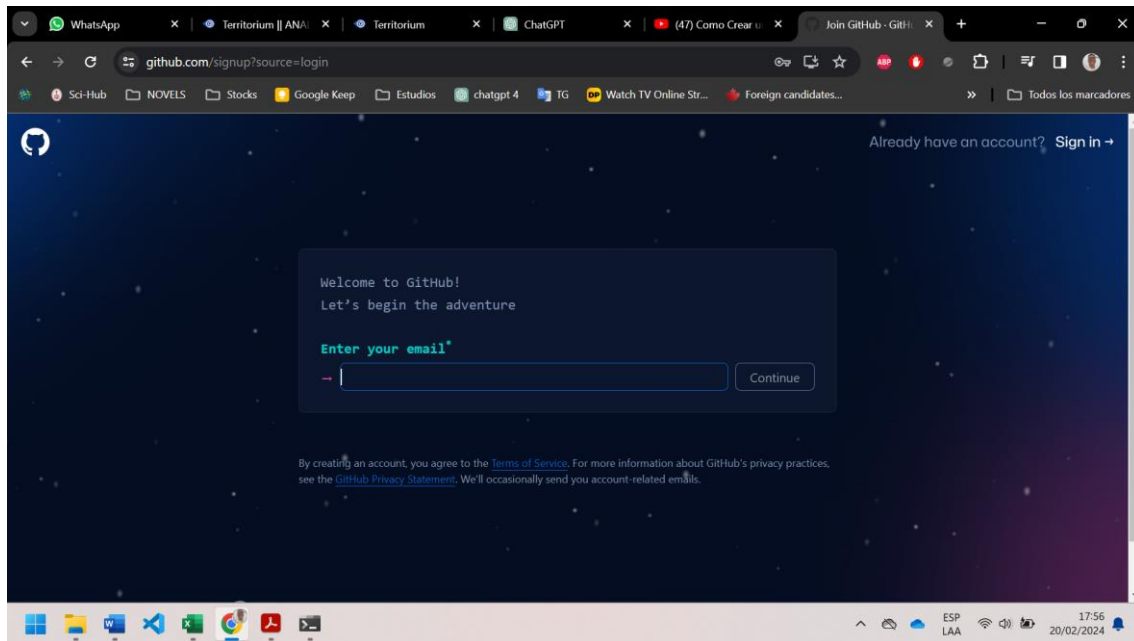 WhatsApp
Territorium || ANA
Territorium
ChatGPT
(47) Como Crear u
Join GitHub · GitH
github.com/signup?source=login
ABP
Sci-Hub
NOVELS
Stocks
Google Keep
Estudios
chatgpt 4
TG
DP
Watch TV Online Str...
Foreign candidates...
»
Todos los marcadores
Already have an account? Sign in →
Welcome to GitHub!
Let's begin the adventure
Enter your email*
→
Continue
By creating an account, you agree to the Terms of Service. For more information about GitHub's privacy practices,
see the GitHub Privacy Statement. We'll occasionally send you account-related emails.
ESP
LAA
17:56
20/02/2024